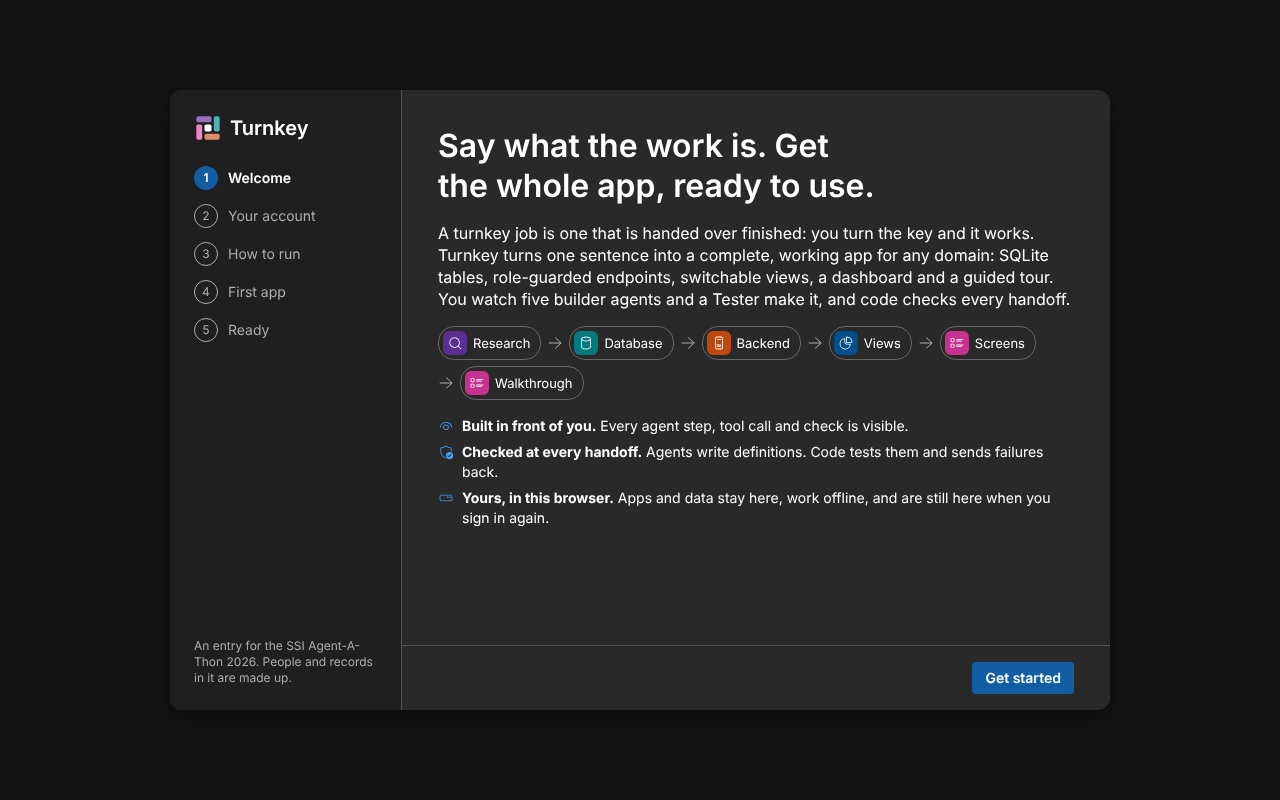 Turnkey
1 Welcome
2 Your account
3 How to run
4 First app
5 Ready
An entry for the SSI Agent-A-
Thon 2026. People and records
in it are made up.
Say what the work is. Get
the whole app, ready to use.
A turnkey job is one that is handed over finished: you turn the key and it works.
Turnkey turns one sentence into a complete, working app for any domain: SQLite
tables, role-guarded endpoints, switchable views, a dashboard and a guided tour.
You watch five builder agents and a Tester make it, and code checks every handoff.
Research → Database → Backend → Views → Screens
→ Walkthrough
Built in front of you. Every agent step, tool call and check is visible.
Checked at every handoff. Agents write definitions. Code tests them and sends failures
back.
Yours, in this browser. Apps and data stay here, work offline, and are still here when you
sign in again.
Get started